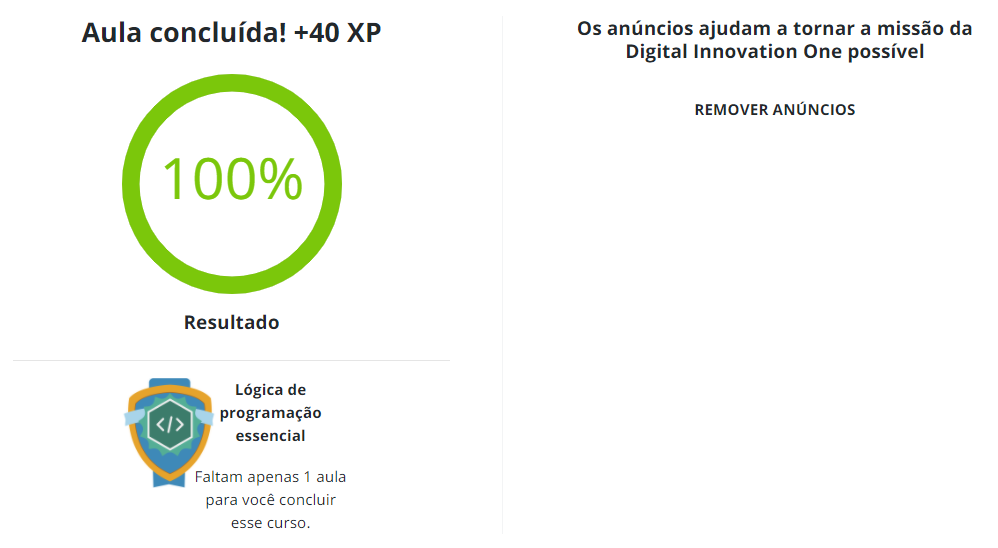 Aula concluída! +40 XP
100%
Resultado
</>
Lógica de
programação
essencial
Faltam apenas 1 aula
para você concluir
esse curso.
Os anúncios ajudam a tornar a missão da
Digital Innovation One possível
REMOVER ANÚNCIOS